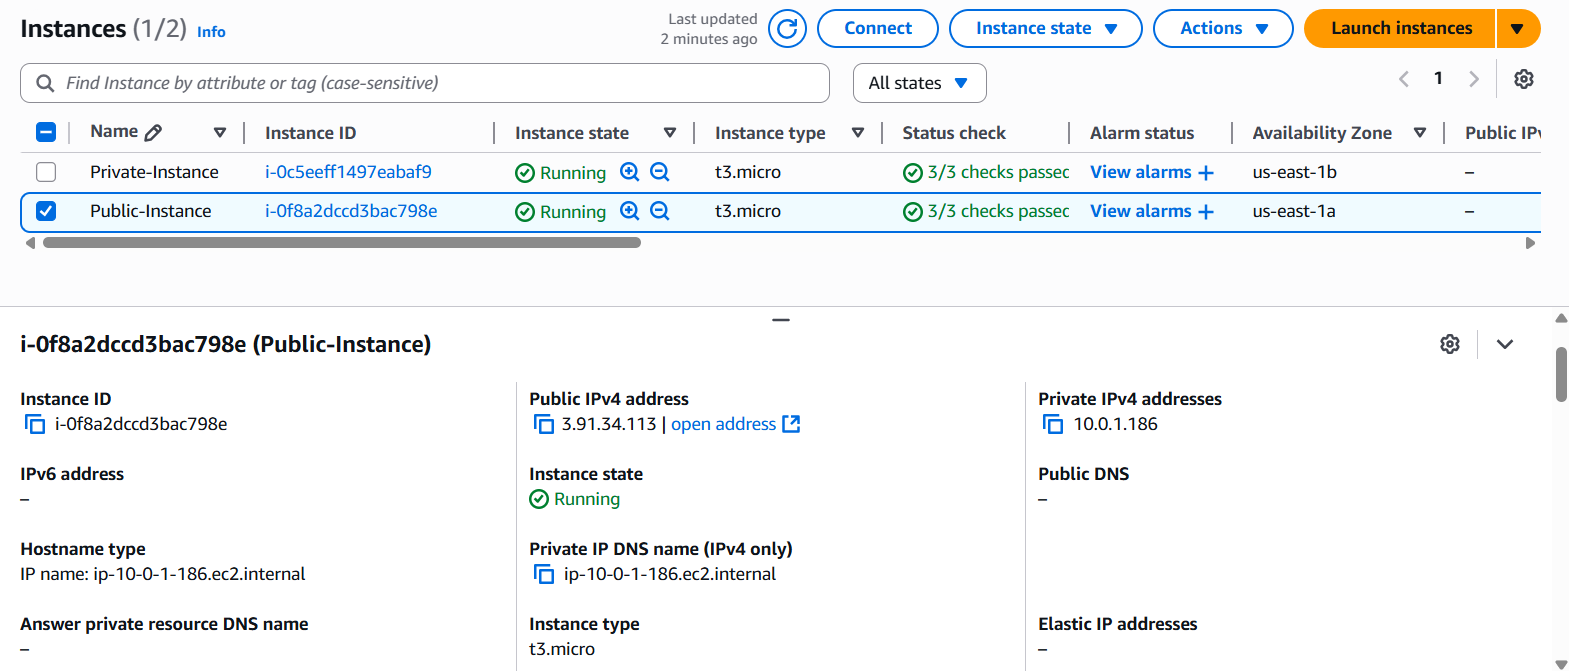 Instances (1/2) Info
Last updated
2 minutes ago
Connect
Instance state
Actions
Launch instances
Find Instance by attribute or tag (case-sensitive)
All states
1
Name Instance ID Instance state Instance type Status check Alarm status Availability Zone Public IPv
Private-Instance i-0c5eeff1497eabaf9 Running t3.micro 3/3 checks passed View alarms + us-east-1b –
Public-Instance i-0f8a2dccd3bac798e Running t3.micro 3/3 checks passed View alarms + us-east-1a –
i-0f8a2dccd3bac798e (Public-Instance)
Instance ID
i-0f8a2dccd3bac798e
Public IPv4 address
3.91.34.113 | open address
Private IPv4 addresses
10.0.1.186
IPv6 address
–
Instance state
Running
Public DNS
–
Hostname type
IP name: ip-10-0-1-186.ec2.internal
Private IP DNS name (IPv4 only)
ip-10-0-1-186.ec2.internal
Answer private resource DNS name
–
Instance type
t3.micro
Elastic IP addresses
–